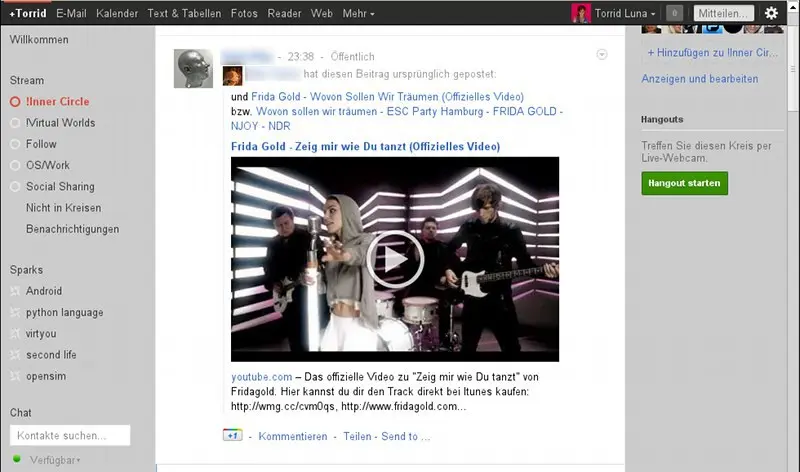 +Torrid E-Mail Kalender Text & Tabellen Fotos Reader Web Mehr Torrid Luna 0 Mitteilen...
Willkommen
Stream
!Inner Circle
!Virtual Worlds
Follow
OS/Work
Social Sharing
Nicht in Kreisen
Benachrichtigungen
Sparks
Android
python language
virtyou
second life
opensim
Chat
Kontakte suchen...
Verfügbar
- 23:38 - Öffentlich
hat diesen Beitrag ursprünglich gepostet:
und Frida Gold - Wovon Sollen Wir Träumen (Offizielles Video)
bzw. Wovon sollen wir träumen - ESC Party Hamburg - FRIDA GOLD -
NJOY - NDR
Frida Gold - Zeig mir wie Du tanzt (Offizielles Video)
youtube.com – Das offizielle Video zu "Zeig mir wie Du tanzt" von
Fridagold. Hier kannst du dir den Track direkt bei Itunes kaufen:
http://wmg.cc/cvm0qs, http://www.fridagold.com...
+1 - Kommentieren - Teilen - Send to ...
+ Hinzufügen zu !Inner Cir...
Anzeigen und bearbeiten
Hangouts
Treffen Sie diesen Kreis per
Live-Webcam.
Hangout starten